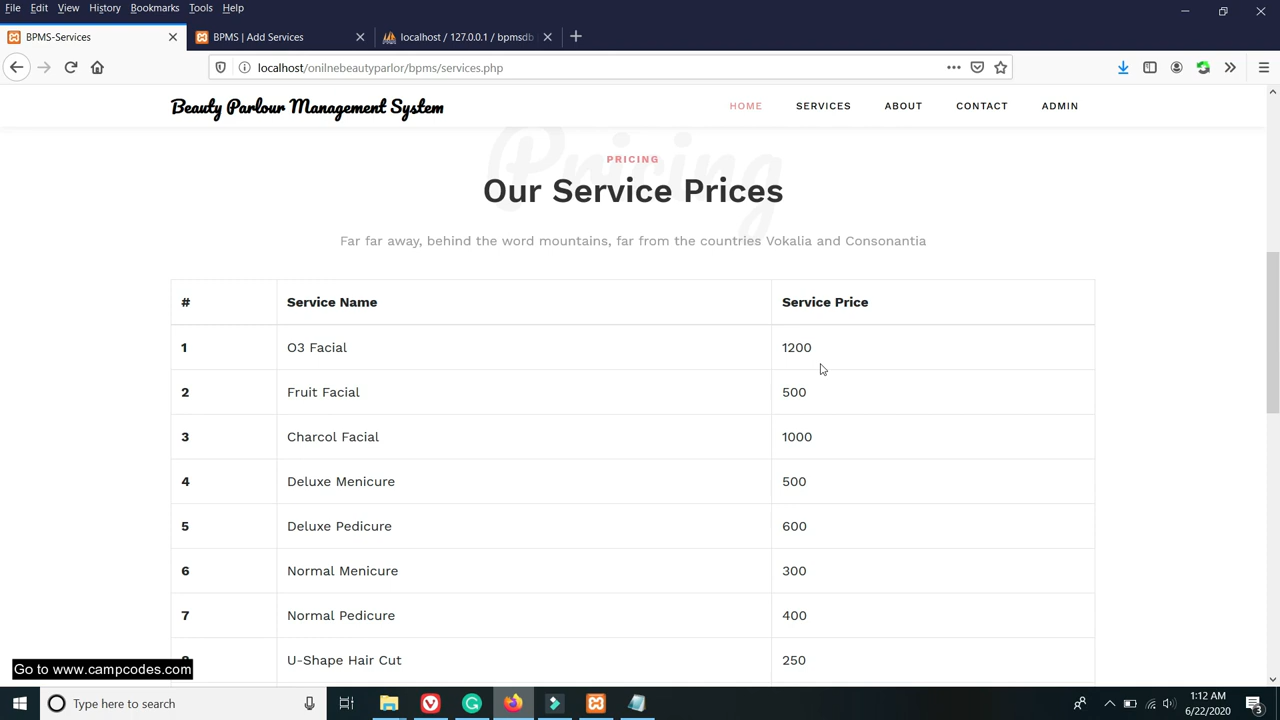 File Edit View History Bookmarks Tools Help
BPMS-Services
BPMS | Add Services
localhost / 127.0.0.1 / bpmsdb
localhost/onilnebeautyparlor/bpms/services.php
Beauty Parlour Management System
HOME SERVICES ABOUT CONTACT ADMIN
Pricing
PRICING
Our Service Prices
Far far away, behind the word mountains, far from the countries Vokalia and Consonantia
# Service Name Service Price
1 O3 Facial 1200
2 Fruit Facial 500
3 Charcol Facial 1000
4 Deluxe Menicure 500
5 Deluxe Pedicure 600
6 Normal Menicure 300
7 Normal Pedicure 400
8 U-Shape Hair Cut 250
Go to www.campcodes.com
Type here to search
1:12 AM
6/22/2020
3